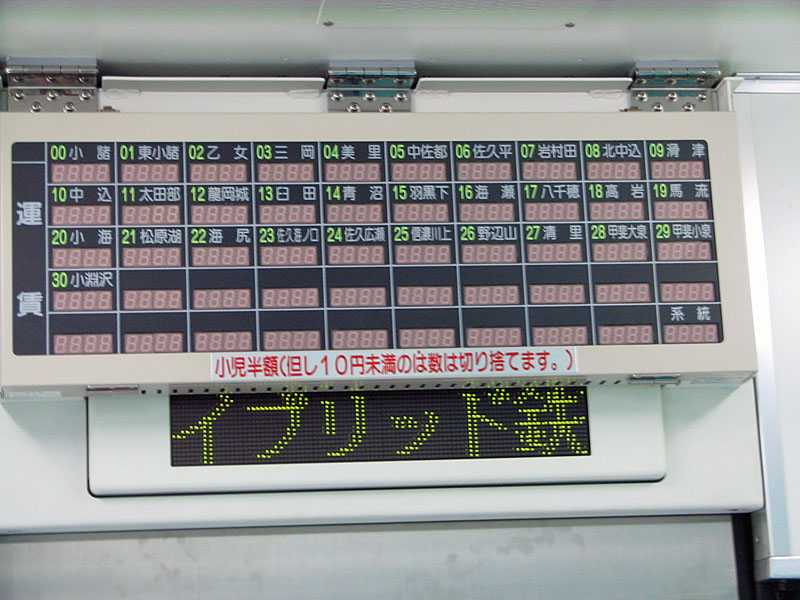 運賃
00 小諸 01 東小諸 02 乙女 03 三岡 04 美里 05 中佐都 06 佐久平 07 岩村田 08 北中込 09 滑津
10 中込 11 太田部 12 龍岡城 13 臼田 14 青沼 15 羽黒下 16 海瀬 17 八千穂 18 高岩 19 馬流
20 小海 21 松原湖 22 海尻 23 佐久海ノ口 24 佐久広瀬 25 信濃川上 26 野辺山 27 清里 28 甲斐大泉 29 甲斐小泉
30 小淵沢
系統
小児半額(但し10円未満のは数は切り捨てます。)
イブリッド鉄